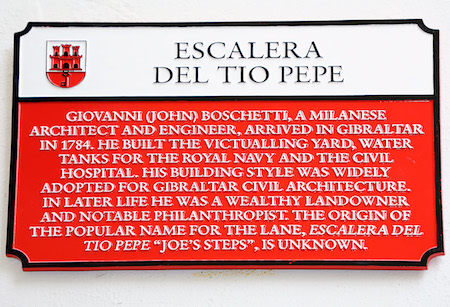 ESCALERA
DEL TIO PEPE
GIOVANNI (JOHN) BOSCHETTI, A MILANESE
ARCHITECT AND ENGINEER, ARRIVED IN GIBRALTAR
IN 1784. HE BUILT THE VICTUALLING YARD, WATER
TANKS FOR THE ROYAL NAVY AND THE CIVIL
HOSPITAL. HIS BUILDING STYLE WAS WIDELY
ADOPTED FOR GIBRALTAR CIVIL ARCHITECTURE.
IN LATER LIFE HE WAS A WEALTHY LANDOWNER
AND NOTABLE PHILANTHROPIST. THE ORIGIN OF
THE POPULAR NAME FOR THE LANE, ESCALERA DEL
TIO PEPE "JOE'S STEPS", IS UNKNOWN.